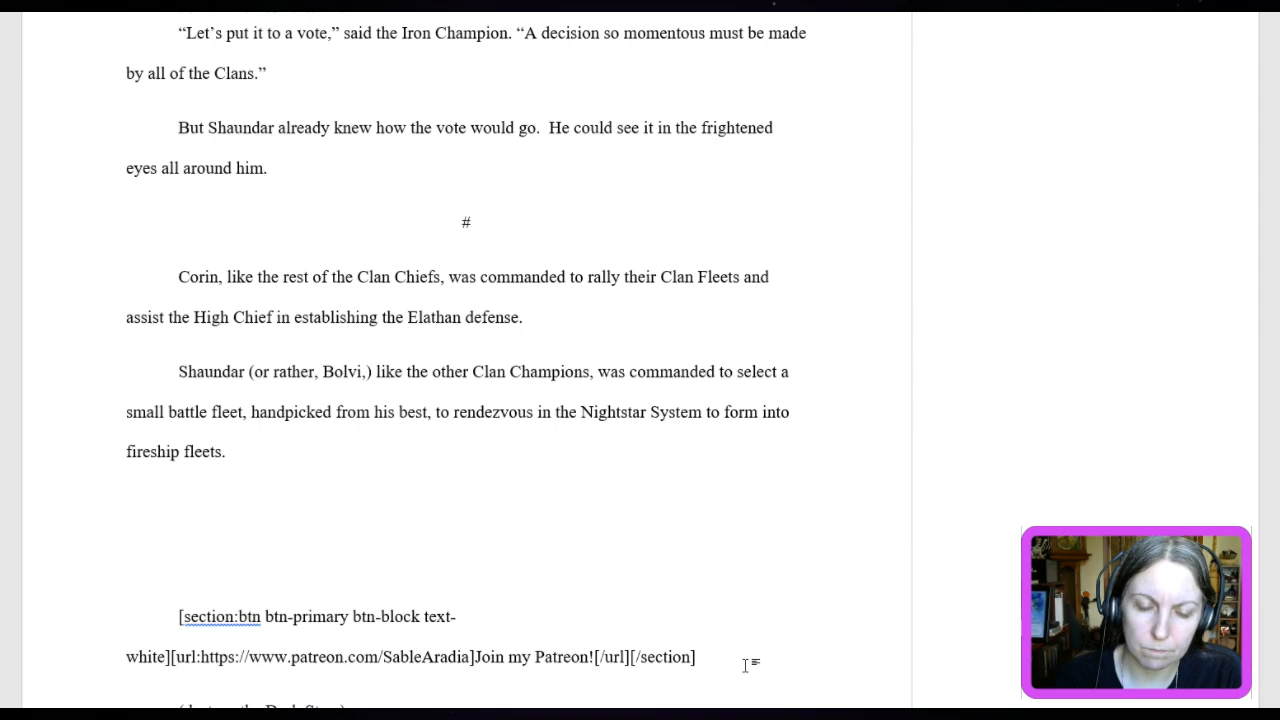 “Let’s put it to a vote,” said the Iron Champion. “A decision so momentous must be made
by all of the Clans.”
But Shaundar already knew how the vote would go.  He could see it in the frightened
eyes all around him.
#
Corin, like the rest of the Clan Chiefs, was commanded to rally their Clan Fleets and
assist the High Chief in establishing the Elathan defense.
Shaundar (or rather, Bolvi,) like the other Clan Champions, was commanded to select a
small battle fleet, handpicked from his best, to rendezvous in the Nightstar System to form into
fireship fleets.
[section:btn btn-primary btn-block text-
white][url:https://www.patreon.com/SableAradia]Join my Patreon![/url][/section]